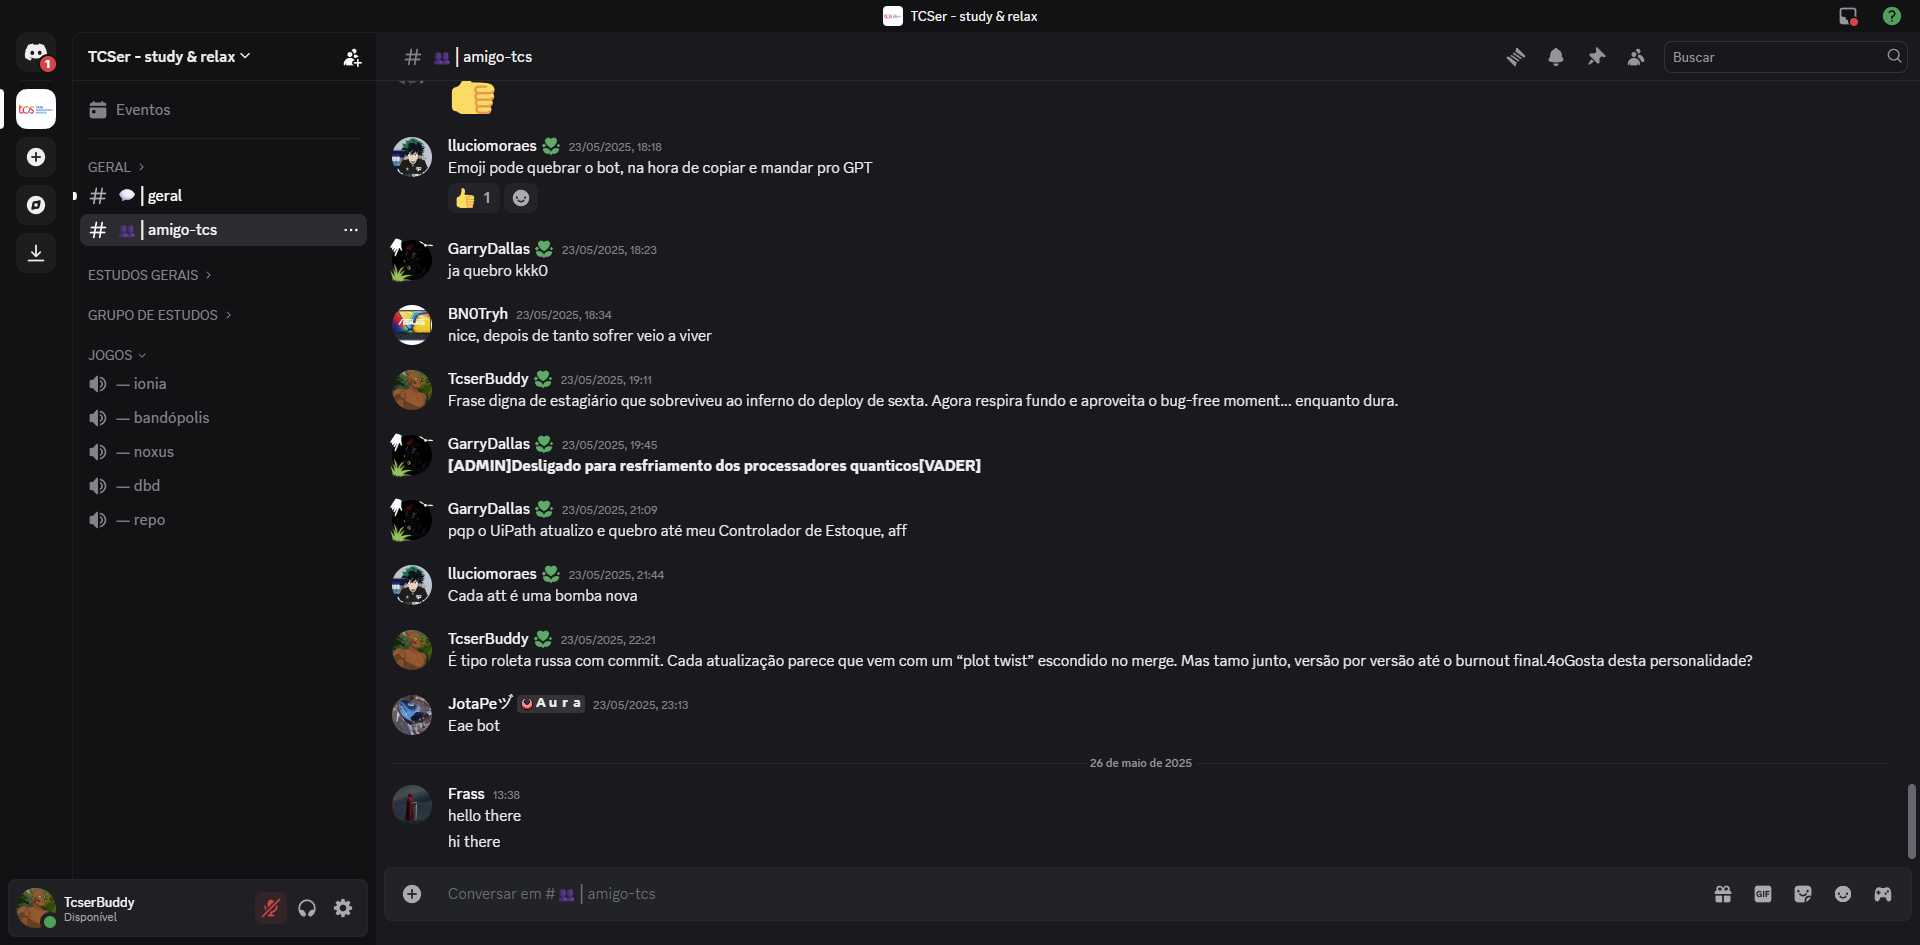 TCSer - study & relax
1
TCSer - study & relax
tcs
Eventos
GERAL
geral
amigo-tcs
ESTUDOS GERAIS
GRUPO DE ESTUDOS
JOGOS
— ionia
— bandópolis
— noxus
— dbd
— repo
TcserBuddy
Disponível
# | amigo-tcs
Buscar
lluciomoraes 23/05/2025, 18:18
Emoji pode quebrar o bot, na hora de copiar e mandar pro GPT
👍 1
GarryDallas 23/05/2025, 18:23
ja quebro kkk0
BN0Tryh 23/05/2025, 18:34
nice, depois de tanto sofrer veio a viver
TcserBuddy 23/05/2025, 19:11
Frase digna de estagiário que sobreviveu ao inferno do deploy de sexta. Agora respira fundo e aproveita o bug-free moment... enquanto dura.
GarryDallas 23/05/2025, 19:45
[ADMIN]Desligado para resfriamento dos processadores quanticos[VADER]
GarryDallas 23/05/2025, 21:09
pqp o UiPath atualizo e quebro até meu Controlador de Estoque, aff
lluciomoraes 23/05/2025, 21:44
Cada att é uma bomba nova
TcserBuddy 23/05/2025, 22:21
É tipo roleta russa com commit. Cada atualização parece que vem com um “plot twist” escondido no merge. Mas tamo junto, versão por versão até o burnout final.4oGosta desta personalidade?
JotaPeヅ Aura 23/05/2025, 23:13
Eae bot
26 de maio de 2025
Frass 13:38
hello there
hi there
Conversar em # | amigo-tcs
GIF